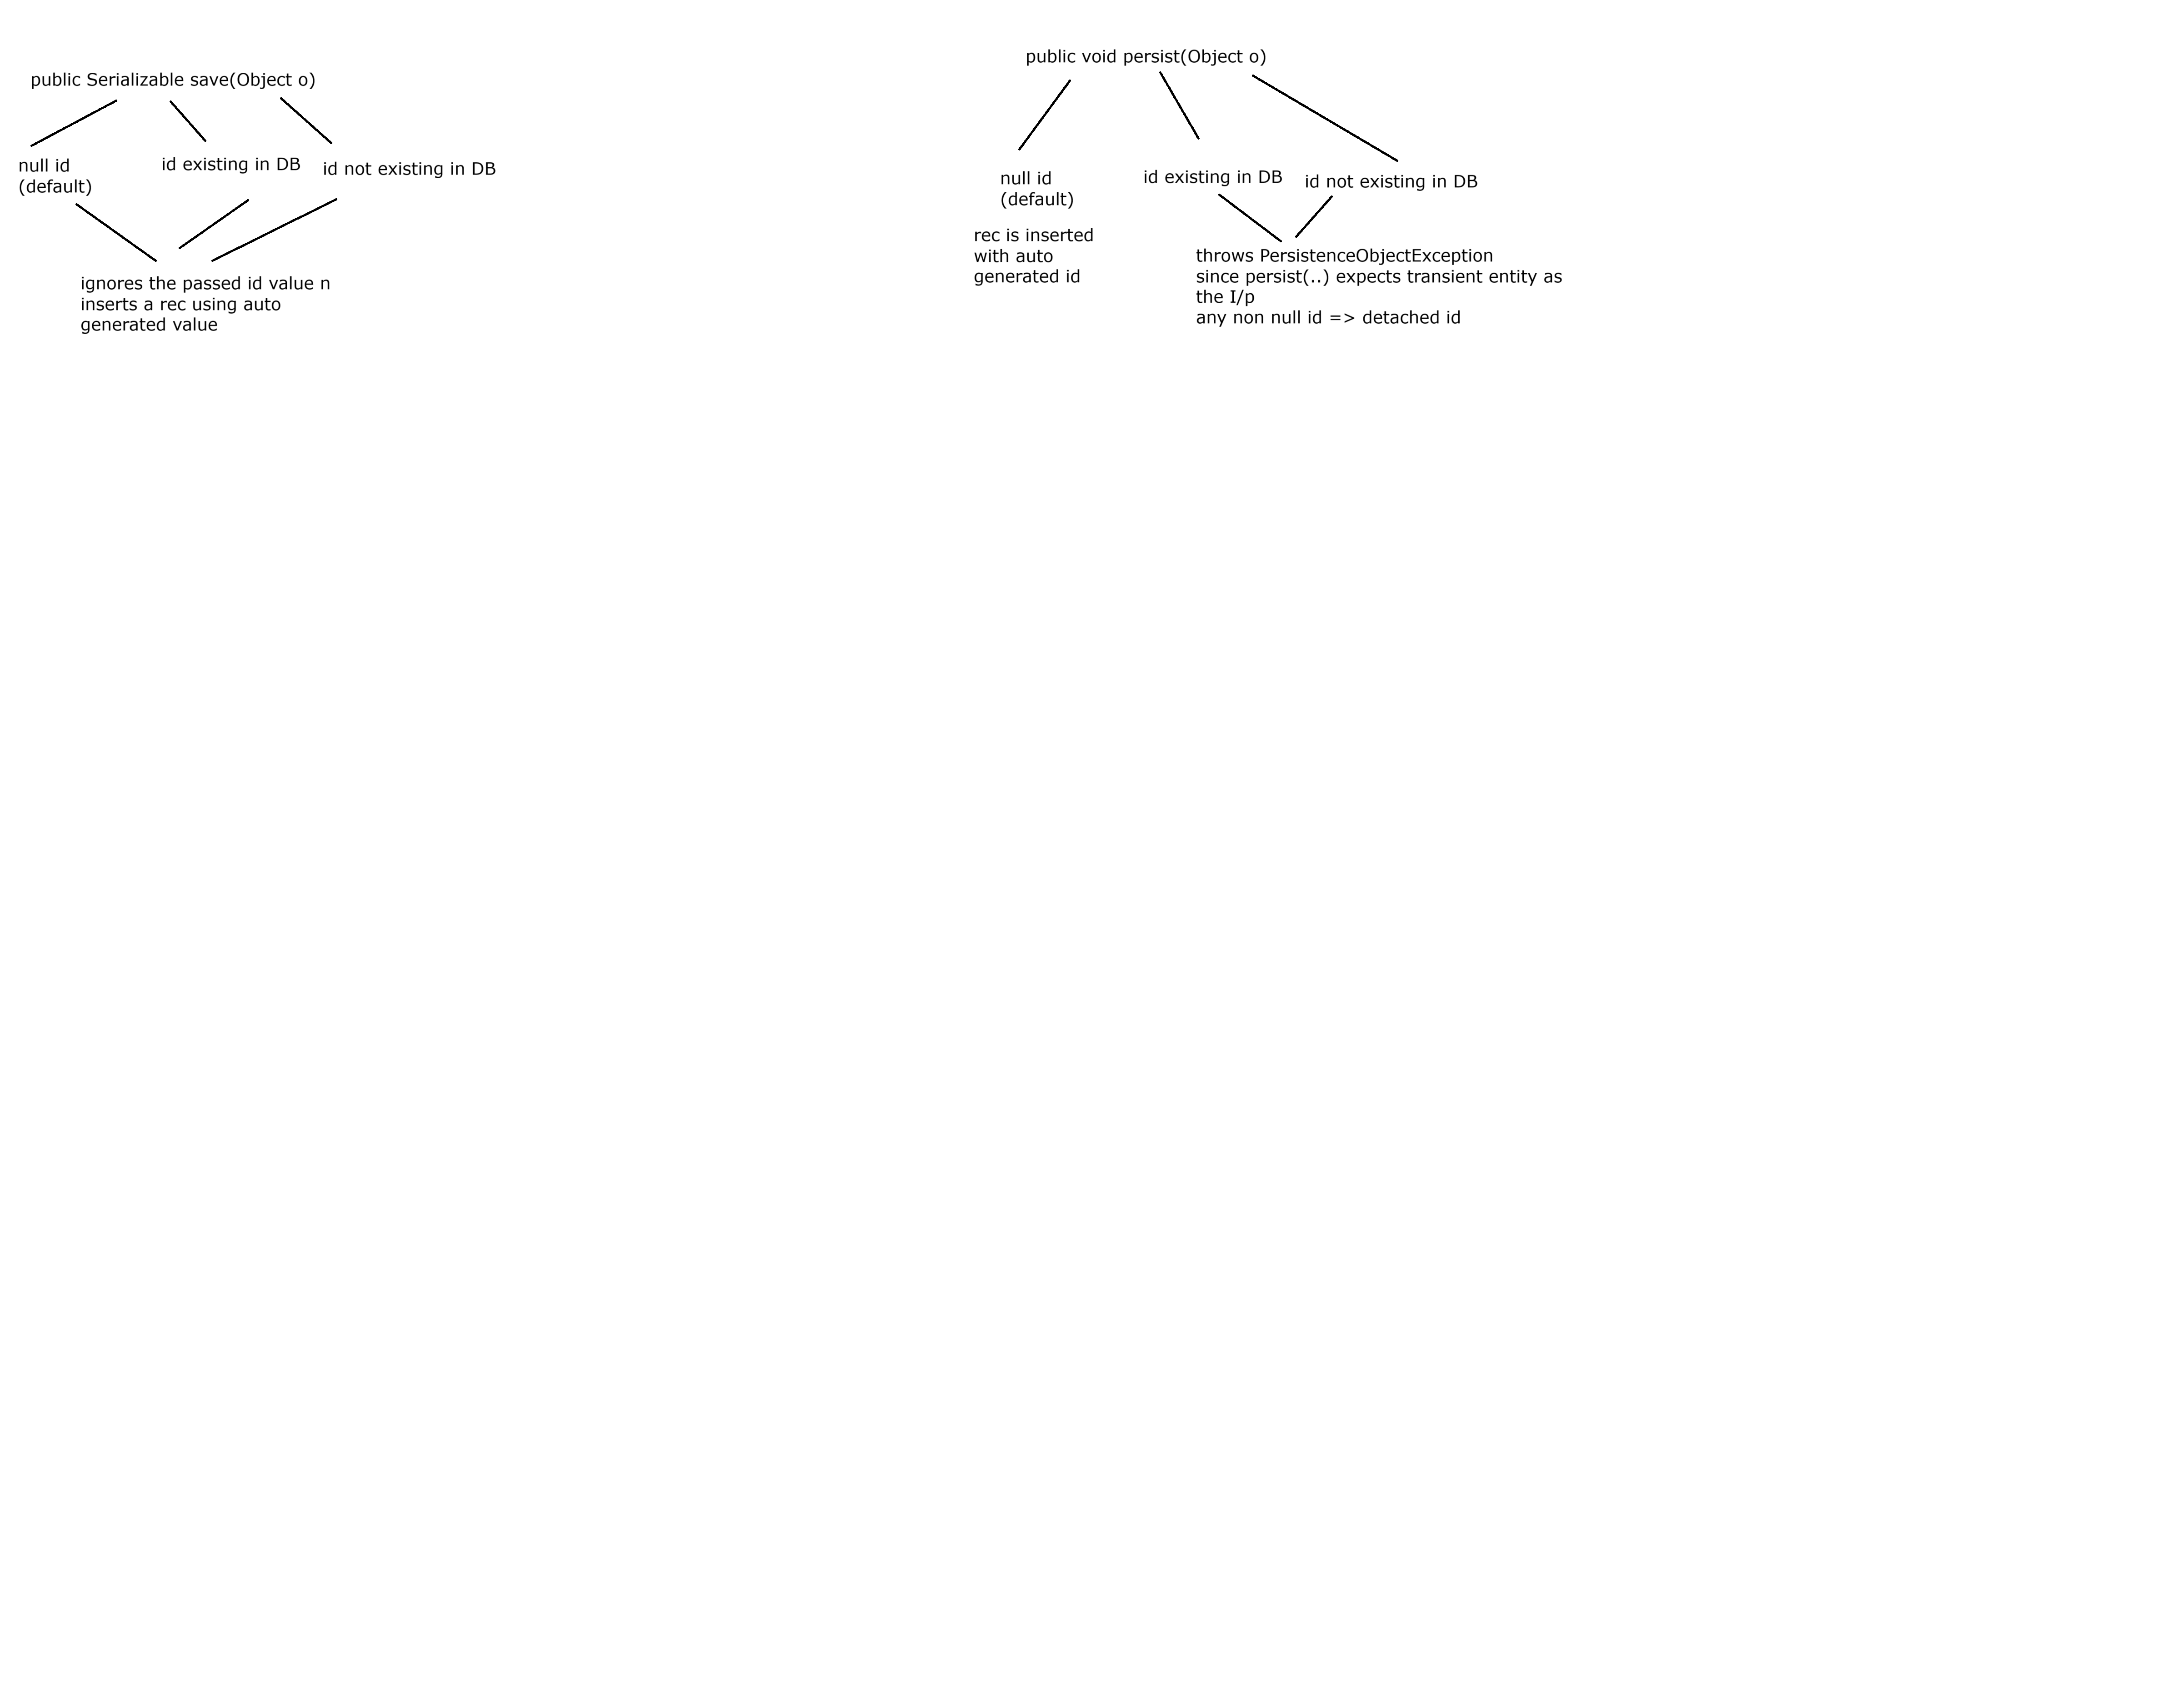 public Serializable save(Object o)
null id
(default)
id existing in DB
id not existing in DB
ignores the passed id value n
inserts a rec using auto
generated value
public void persist(Object o)
null id
(default)
id existing in DB
id not existing in DB
rec is inserted
with auto
generated id
throws PersistenceObjectException
since persist(..) expects transient entity as
the I/p
any non null id => detached id